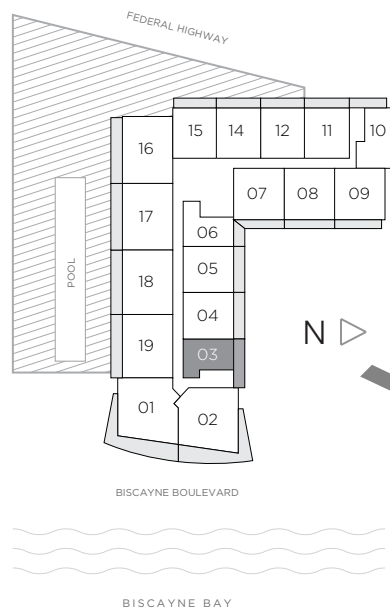 FEDERAL HIGHWAY
15 14 12 11 10
16
07 08 09
17
06
05
POOL
18
04
N
19
03
01 02
BISCAYNE BOULEVARD
BISCAYNE BAY